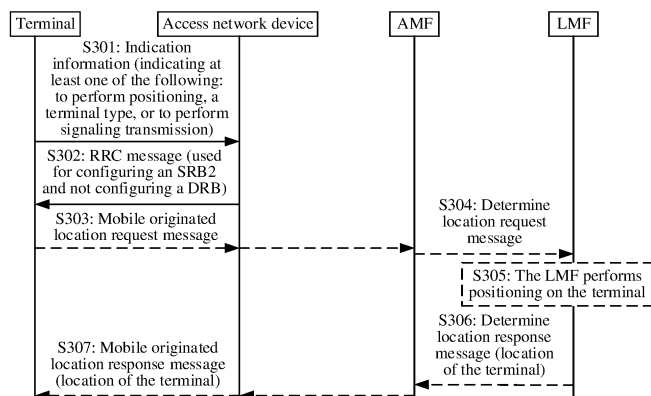 Terminal
Access network device
AMF
LMF
S301: Indication
information (indicating at
least one of the following:
to perform positioning, a
terminal type, or to perform
signaling transmission)
S302: RRC message (used
for configuring an SRB2
and not configuring a DRB)
S303: Mobile originated
location request message
S304: Determine
location request
message
S305: The LMF performs
positioning on the terminal
S306: Determine
location response
message (location
of the terminal)
S307: Mobile originated
location response message
(location of the terminal)